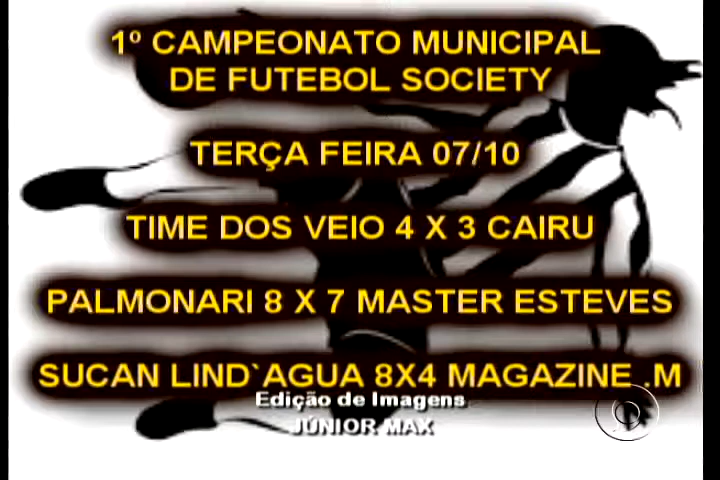 1º CAMPEONATO MUNICIPAL
DE FUTEBOL SOCIETY
TERÇA FEIRA 07/10
TIME DOS VEIO 4 X 3 CAIRU
PALMONARI 8 X 7 MASTER ESTEVES
SUCAN LIND`AGUA 8X4 MAGAZINE .M
Edição de Imagens
JÚNIOR MAX